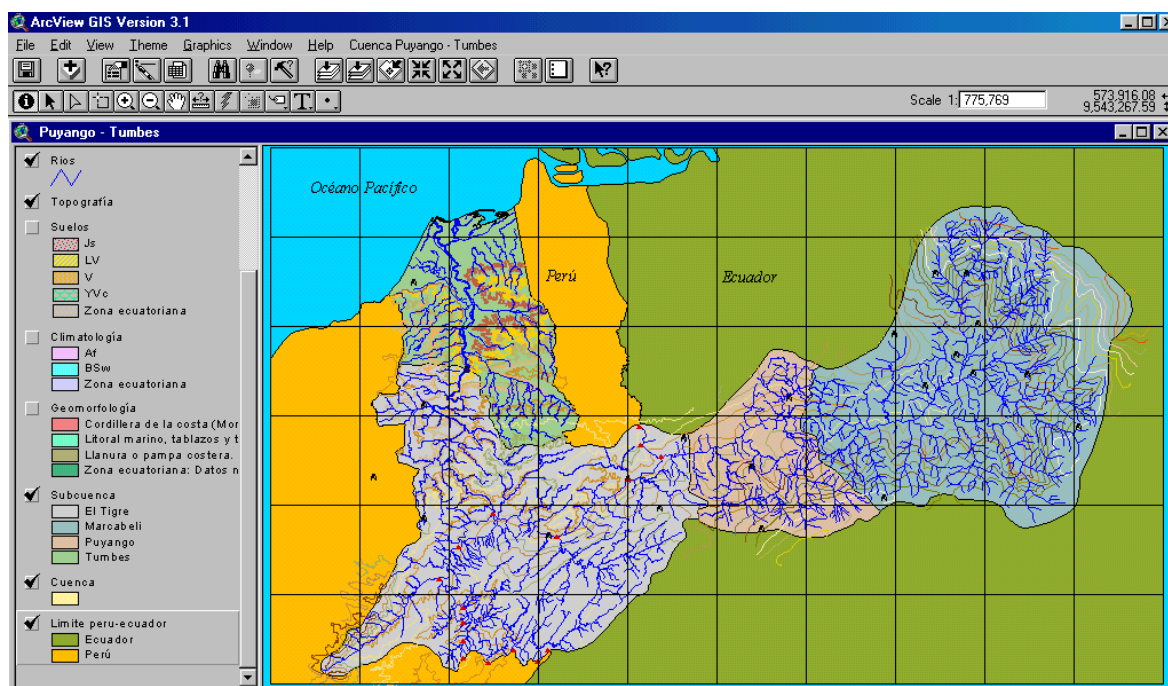 ArcView GIS Version 3.1
File Edit View Theme Graphics Window Help Cuenca Puyango - Tumbes
Scale 1: 775,769
573,916.08
9,543,267.59
Puyango - Tumbes
Rios
Topografía
Suelos
Js
LV
V
YVc
Zona ecuatoriana
Climatología
Af
BSw
Zona ecuatoriana
Geomorfología
Cordillera de la costa (Mor
Litoral marino, tablazos y t
Llanura o pampa costera.
Zona ecuatoriana: Datos n
Subcuenca
El Tigre
Marcabeli
Puyango
Tumbes
Cuenca
Limite peru-ecuador
Ecuador
Perú
Océano Pacífico
Perú
Ecuador